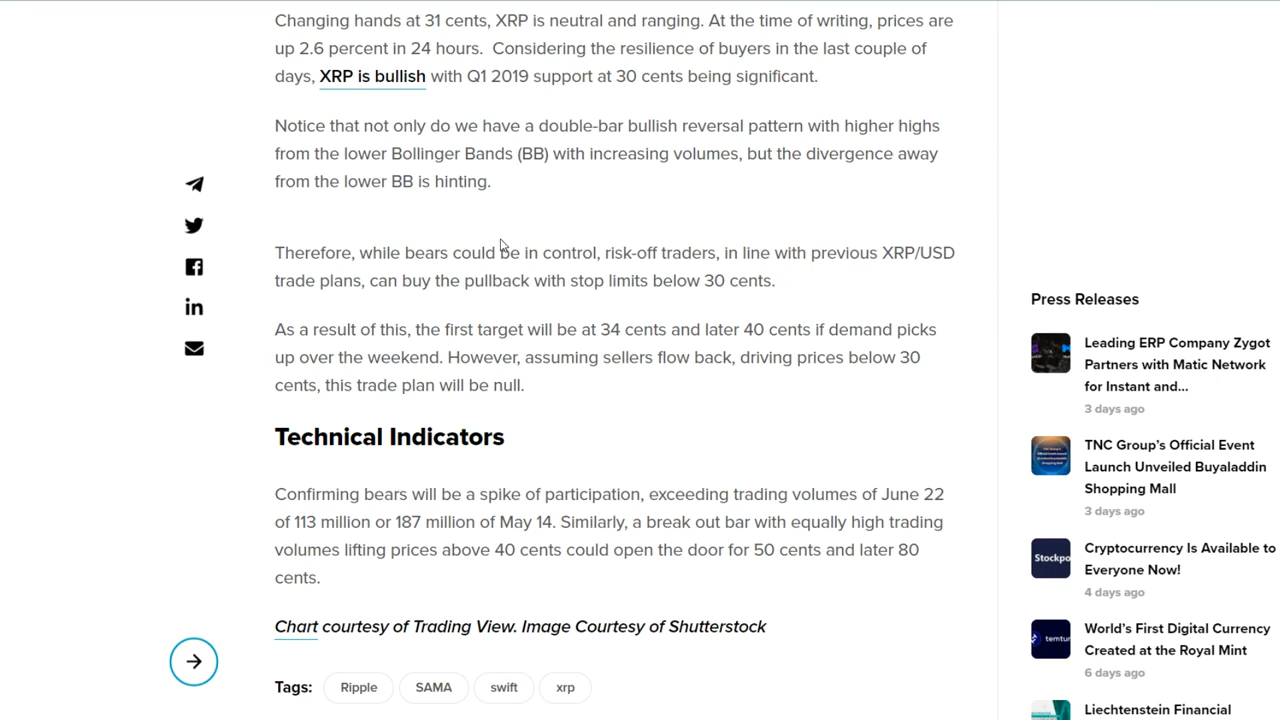 Changing hands at 31 cents, XRP is neutral and ranging. At the time of writing, prices are
up 2.6 percent in 24 hours. Considering the resilience of buyers in the last couple of
days, XRP is bullish with Q1 2019 support at 30 cents being significant.
Notice that not only do we have a double-bar bullish reversal pattern with higher highs
from the lower Bollinger Bands (BB) with increasing volumes, but the divergence away
from the lower BB is hinting.
Therefore, while bears could be in control, risk-off traders, in line with previous XRP/USD
trade plans, can buy the pullback with stop limits below 30 cents.
As a result of this, the first target will be at 34 cents and later 40 cents if demand picks
up over the weekend. However, assuming sellers flow back, driving prices below 30
cents, this trade plan will be null.
Technical Indicators
Confirming bears will be a spike of participation, exceeding trading volumes of June 22
of 113 million or 187 million of May 14. Similarly, a break out bar with equally high trading
volumes lifting prices above 40 cents could open the door for 50 cents and later 80
cents.
Chart courtesy of Trading View. Image Courtesy of Shutterstock
Tags: Ripple SAMA swift xrp
Press Releases
Leading ERP Company Zygot
Partners with Matic Network
for Instant and...
3 days ago
TNC Group's Official Event
Launch Unveiled Buyaladdin
Shopping Mall
3 days ago
Stockpo
Cryptocurrency Is Available to
Everyone Now!
4 days ago
temtu
World's First Digital Currency
Created at the Royal Mint
6 days ago
Liechtenstein Financial